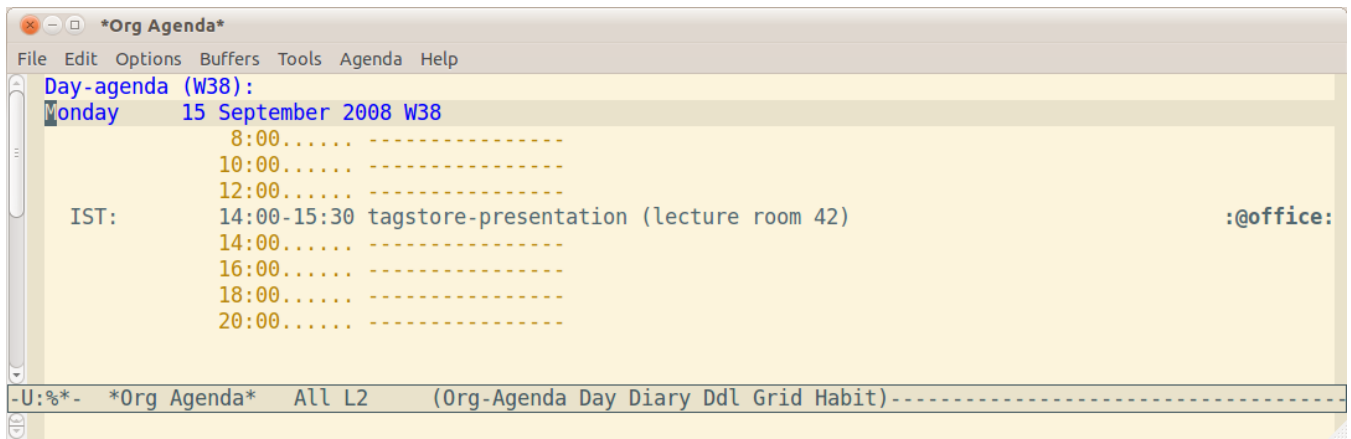 *Org Agenda*
File Edit Options Buffers Tools Agenda Help
Day-agenda (W38):
Monday     15 September 2008 W38
8:00...... ----------------
10:00...... ----------------
12:00...... ----------------
IST:        14:00-15:30 tagstore-presentation (lecture room 42)                              :@office:
14:00...... ----------------
16:00...... ----------------
18:00...... ----------------
20:00...... ----------------
-U:%*-  *Org Agenda*   All L2     (Org-Agenda Day Diary Ddl Grid Habit)-------------------------------------